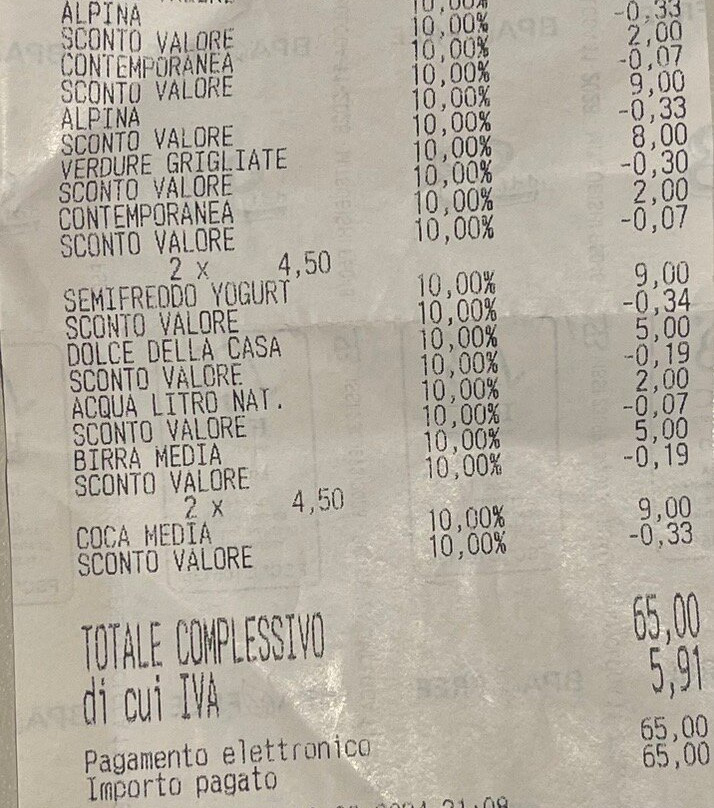 ALPINA 10,00%
SCONTO VALORE 10,00% -0,33
CONTEMPORANEA 10,00% 2,00
SCONTO VALORE 10,00% -0,07
ALPINA 10,00% 9,00
SCONTO VALORE 10,00% -0,33
VERDURE GRIGLIATE 10,00% 8,00
SCONTO VALORE 10,00% -0,30
CONTEMPORANEA 10,00% 2,00
SCONTO VALORE 10,00% -0,07
2 x 4,50
SEMIFREDDO YOGURT 10,00% 9,00
SCONTO VALORE 10,00% -0,34
DOLCE DELLA CASA 10,00% 5,00
SCONTO VALORE 10,00% -0,19
ACQUA LITRO NAT. 10,00% 2,00
SCONTO VALORE 10,00% -0,07
BIRRA MEDIA 10,00% 5,00
SCONTO VALORE 10,00% -0,19
2 x 4,50
COCA MEDIA 10,00% 9,00
SCONTO VALORE 10,00% -0,33
TOTALE COMPLESSIVO 65,00
di cui IVA 5,91
Pagamento elettronico 65,00
Importo pagato 65,00